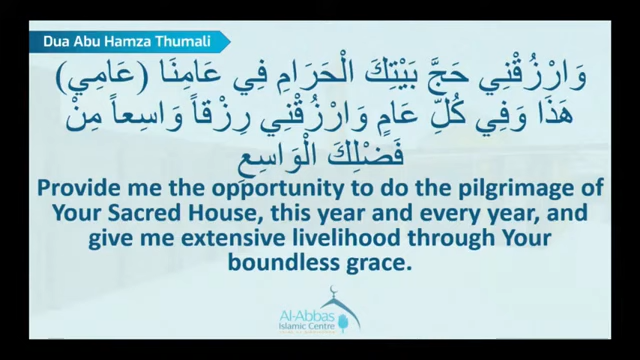 Dua Abu Hamza Thumali
وَارْزُقْنِي حَجَّ بَيْتِكَ الْحَرَامِ فِي عَامِنَا (عَامِي)
هَذَا وَفِي كُلِّ عَامٍ وَارْزُقْنِي رِزْقاً وَاسِعاً مِنْ
فَضْلِكَ الْوَاسِعِ
Provide me the opportunity to do the pilgrimage of
Your Sacred House, this year and every year, and
give me extensive livelihood through Your
boundless grace.
Al-Abbas
Islamic Centre